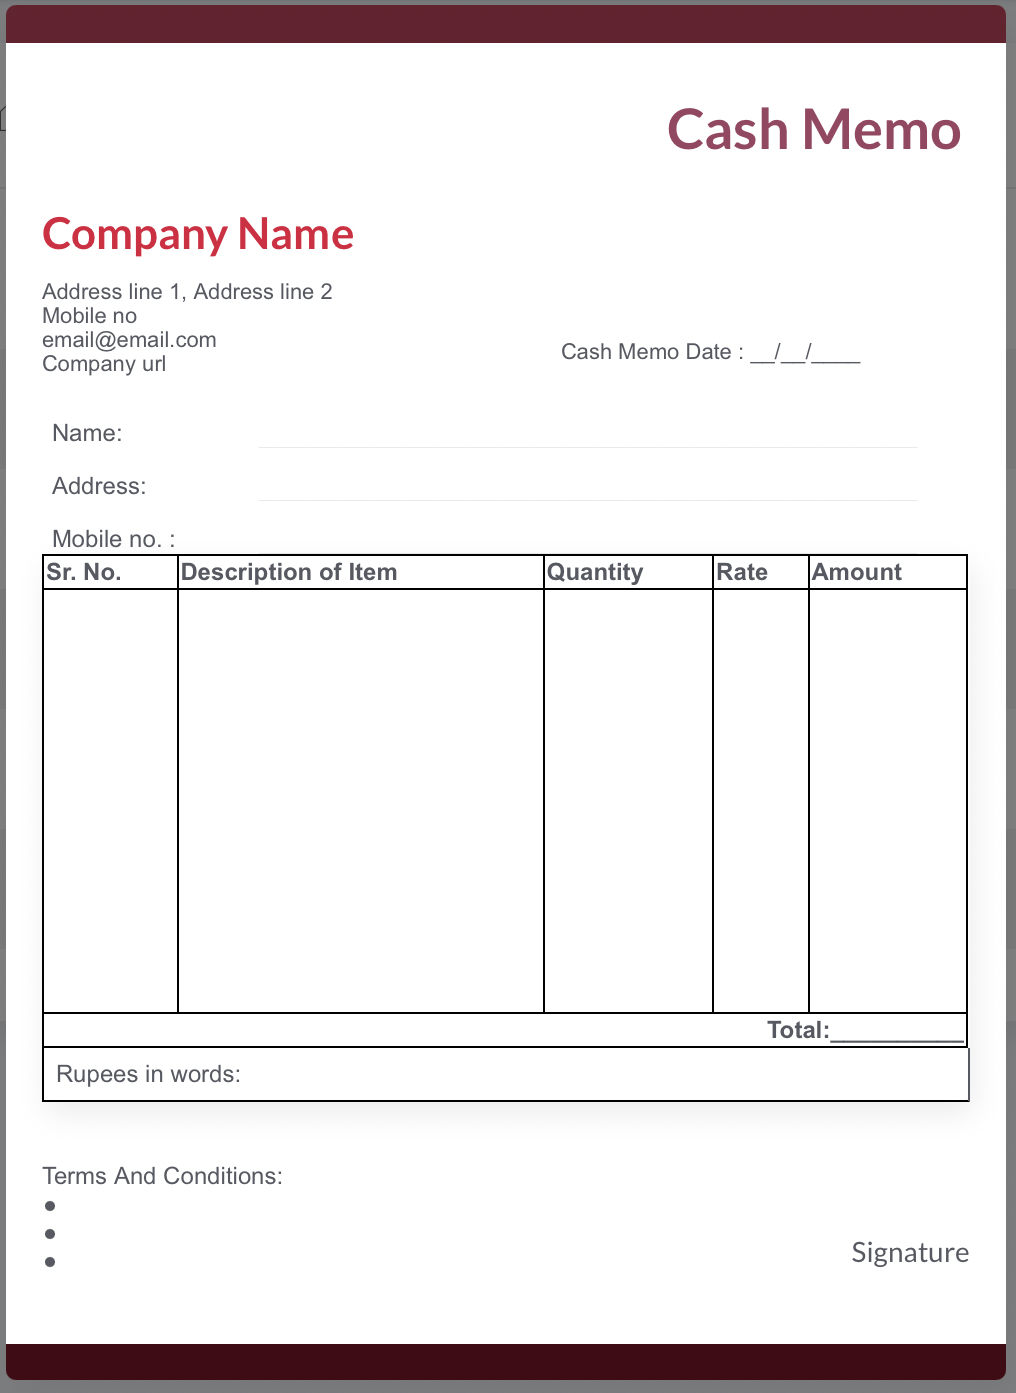 Cash Memo
Company Name
Address line 1, Address line 2
Mobile no
email@email.com
Company url
Cash Memo Date : __/__/____
Name:
Address:
Mobile no. :
Sr. No. Description of Item Quantity Rate Amount
Total:__________
Rupees in words:
Terms And Conditions:
•
•
•
Signature